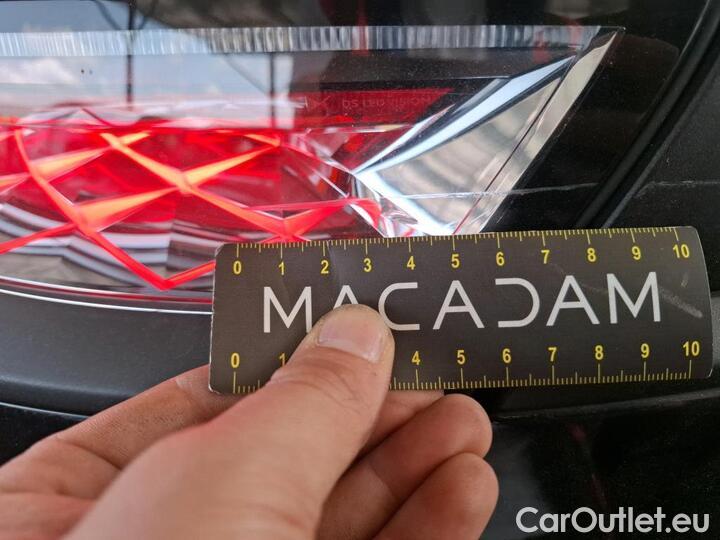 DS LED VISION
0 1 2 3 4 5 6 7 8 9 10
MACADAM
0 1 4 5 6 7 8 9 10
CarOutlet.eu